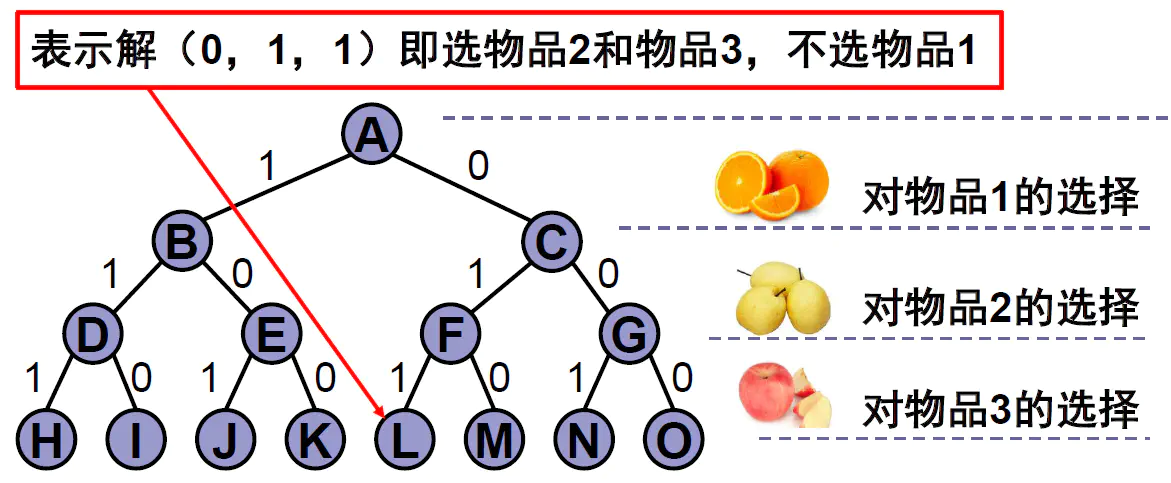 表示解（0，1，1）即选物品2和物品3，不选物品1
A
1 0
对物品1的选择
B C
1 0 1 0
对物品2的选择
D E F G
1 0 1 0 1 0 1 0
对物品3的选择
H I J K L M N O